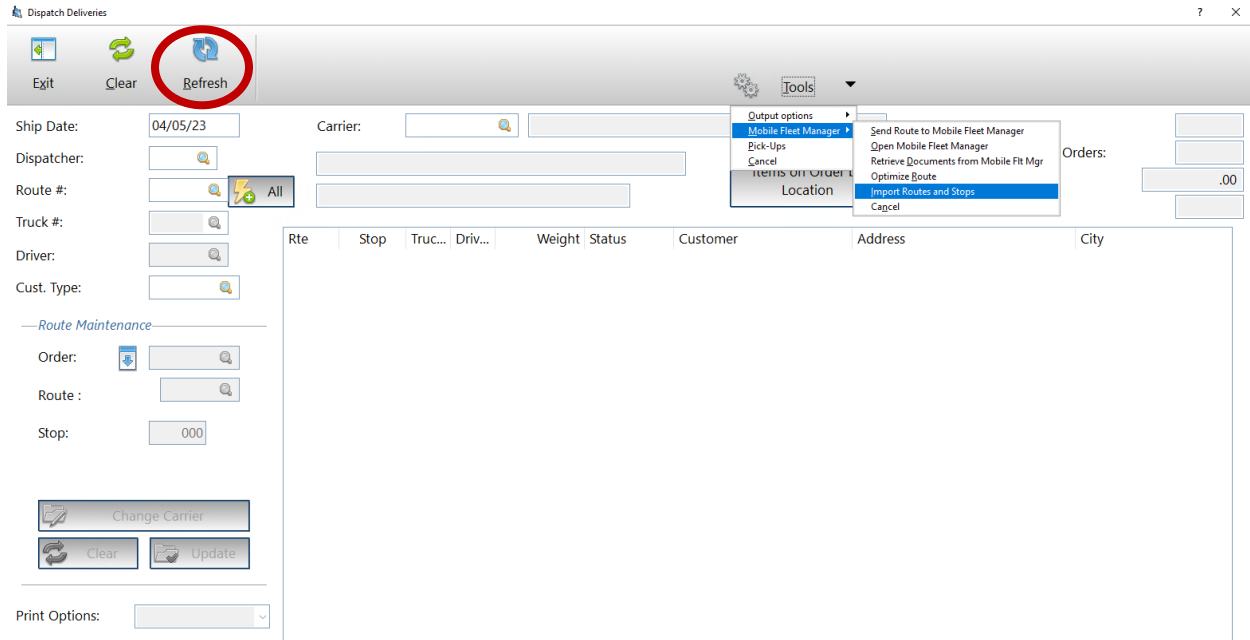 Dispatch Deliveries
?
Exit
Clear
Refresh
Tools
Output options
Mobile Fleet Manager
Pick-Ups
Cancel
Send Route to Mobile Fleet Manager
Open Mobile Fleet Manager
Retrieve Documents from Mobile Flt Mgr
Optimize Route
Import Routes and Stops
Cancel
Ship Date: 04/05/23 Carrier:
Dispatcher: Orders:
Route #: All Items on Order
Location .00
Truck #:
Driver:
Cust. Type:
Rte Stop Truc... Driv... Weight Status Customer Address City
Route Maintenance
Order:
Route :
Stop: 000
Change Carrier
Clear Update
Print Options: